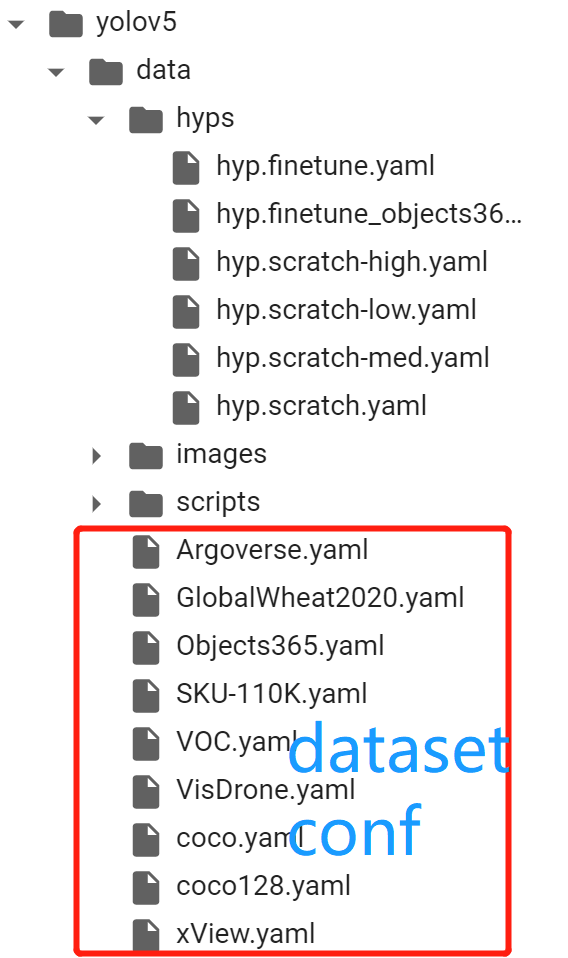 yolov5
data
hyps
hyp.finetune.yaml
hyp.finetune_objects36...
hyp.scratch-high.yaml
hyp.scratch-low.yaml
hyp.scratch-med.yaml
hyp.scratch.yaml
images
scripts
Argoverse.yaml
GlobalWheat2020.yaml
Objects365.yaml
SKU-110K.yaml
VOC.yaml
dataset
VisDrone.yaml
coco.yaml
conf
coco128.yaml
xView.yaml